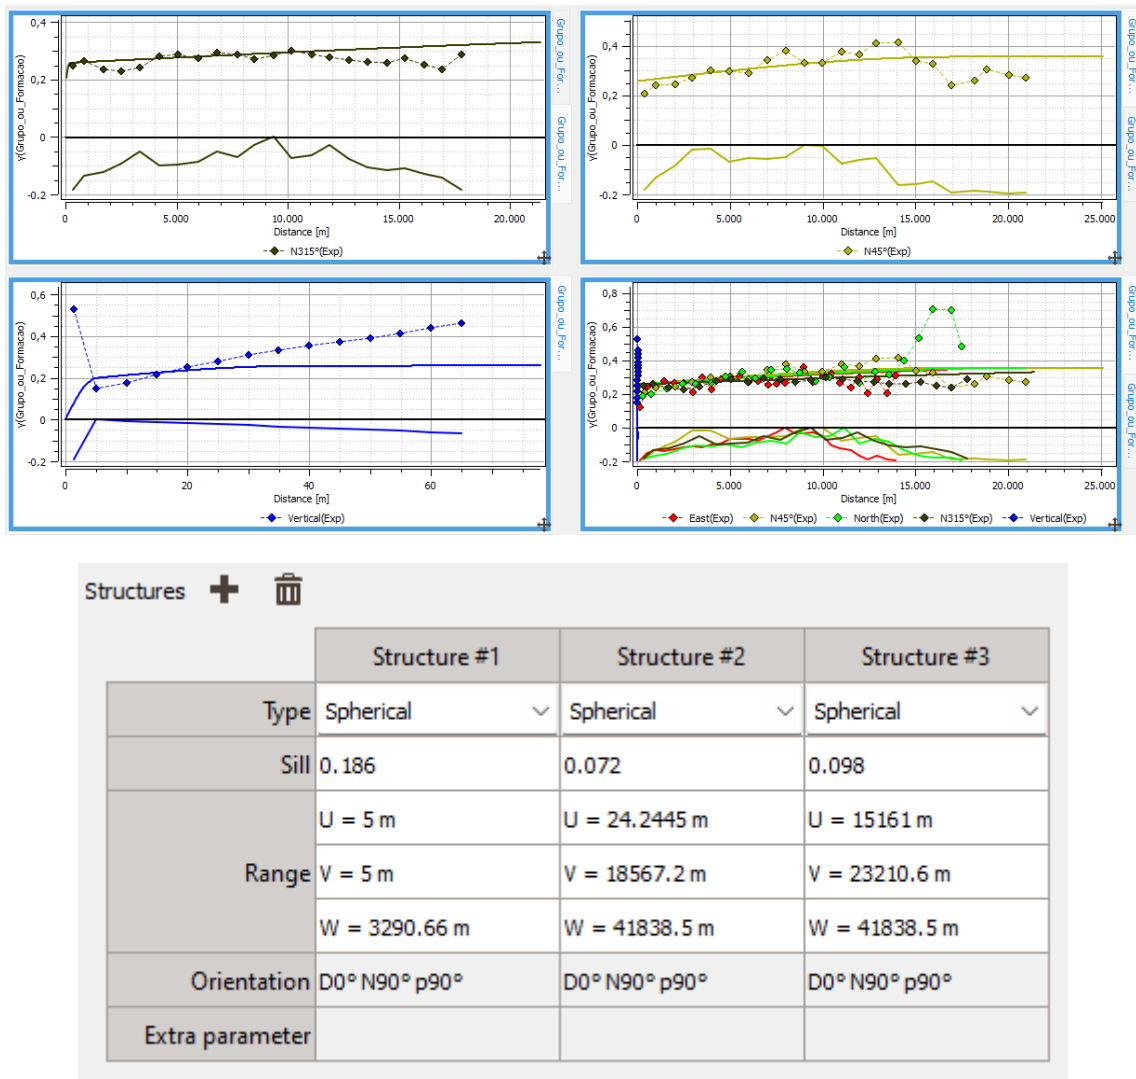 0,4
0,2
0
-0.2
γ(Grupo_ou_Formacao)
0
5.000
10.000
15.000
20.000
Distance [m]
N315°(Exp)
Grupo_ou_For...
Grupo_ou_For...
0,4
0,2
0
-0.2
γ(Grupo_ou_Formacao)
0
5.000
10.000
15.000
20.000
25.000
Distance [m]
N45°(Exp)
Grupo_ou_For...
Grupo_ou_For...
0,6
0,4
0,2
0
-0.2
γ(Grupo_ou_Formacao)
0
20
40
60
Distance [m]
Vertical(Exp)
Grupo_ou_For...
0,8
0,6
0,4
0,2
0
-0.2
γ(Grupo_ou_Formacao)
0
5.000
10.000
15.000
20.000
25.000
Distance [m]
East(Exp) N45°(Exp) North(Exp) N315°(Exp) Vertical(Exp)
Grupo_ou_For...
Grupo_ou_For...
Structures
Structure #1 Structure #2 Structure #3
Type Spherical Spherical Spherical
Sill 0.186 0.072 0.098
U = 5 m U = 24.2445 m U = 15161 m
Range V = 5 m V = 18567.2 m V = 23210.6 m
W = 3290.66 m W = 41838.5 m W = 41838.5 m
Orientation D0° N90° p90° D0° N90° p90° D0° N90° p90°
Extra parameter